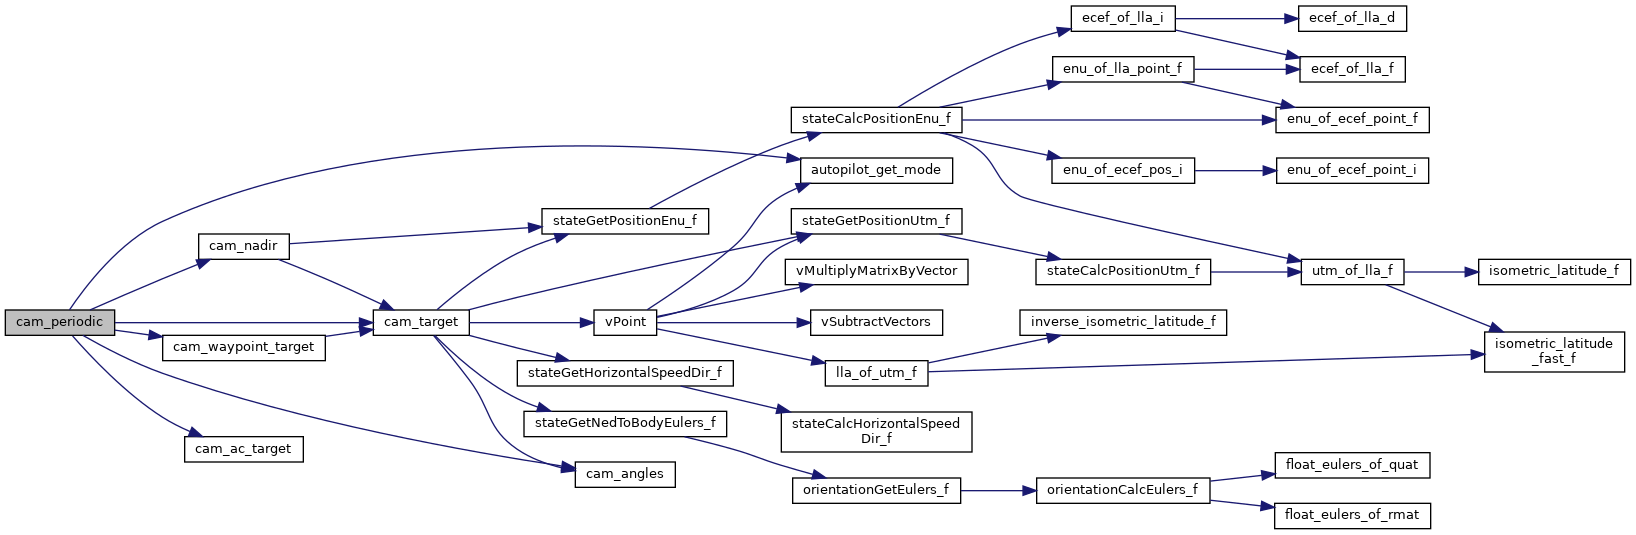 cam_periodic
cam_nadir
cam_waypoint_target
cam_ac_target
cam_target
stateGetPositionEnu_f
vPoint
stateGetHorizontalSpeedDir_f
stateGetNedToBodyEulers_f
cam_angles
stateCalcPositionEnu_f
autopilot_get_mode
stateGetPositionUtm_f
vMultiplyMatrixByVector
vSubtractVectors
lla_of_utm_f
stateCalcHorizontalSpeed
Dir_f
orientationGetEulers_f
ecef_of_lla_i
enu_of_lla_point_f
enu_of_ecef_pos_i
stateCalcPositionUtm_f
inverse_isometric_latitude_f
orientationCalcEulers_f
ecef_of_lla_d
ecef_of_lla_f
enu_of_ecef_point_f
enu_of_ecef_point_i
utm_of_lla_f
float_eulers_of_quat
float_eulers_of_rmat
isometric_latitude_f
isometric_latitude
_fast_f